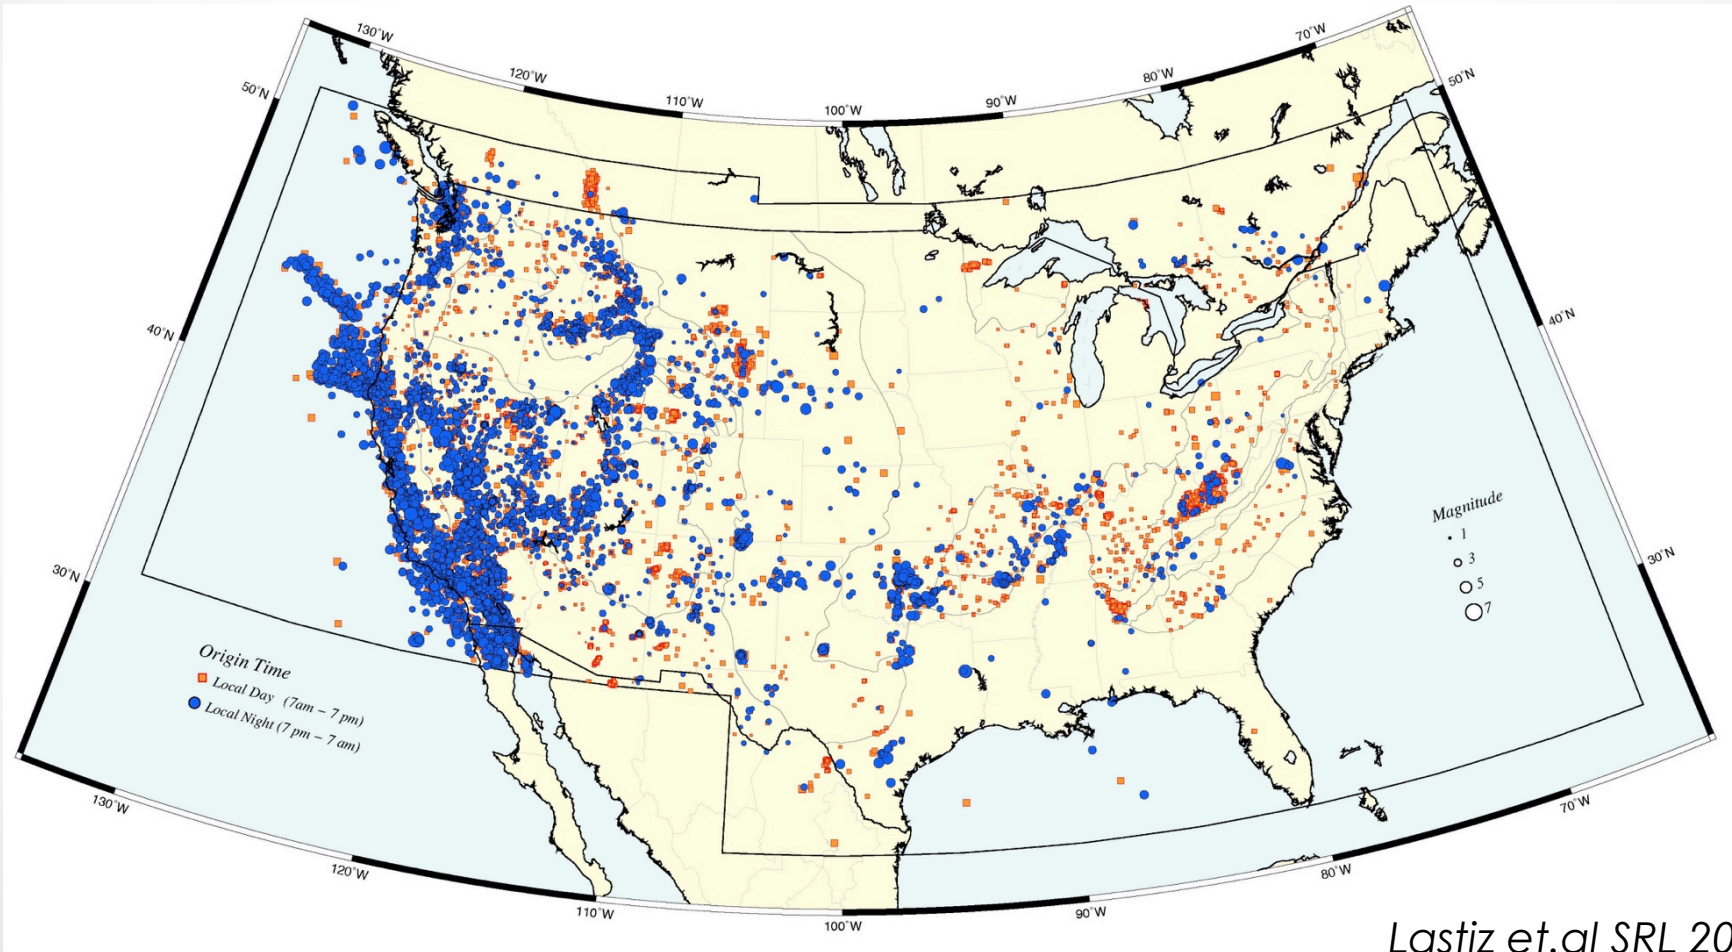 130°W
120°W
110°W
100°W
90°W
80°W
70°W
50°N
50°N
40°N
40°N
30°N
30°N
Magnitude
1
3
5
7
Origin Time
Local Day (7am – 7 pm)
Local Night (7 pm – 7 am)
130°W
120°W
110°W
100°W
90°W
80°W
70°W
Lastiz et.al SRL 20